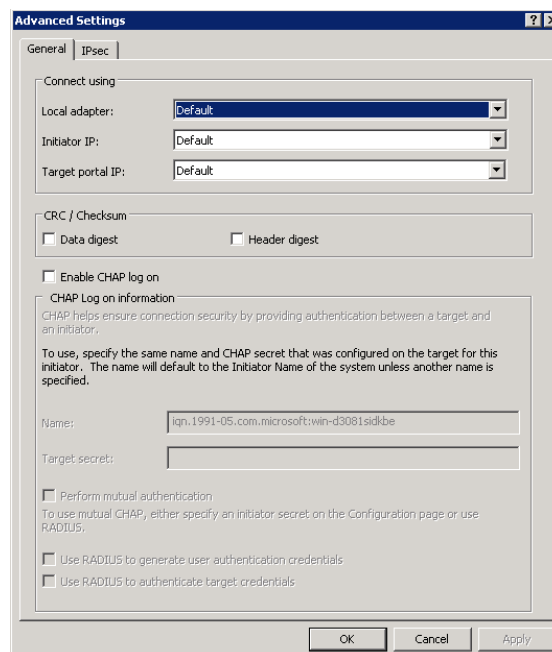 Advanced Settings
General
IPsec
Connect using
Local adapter:
Default
Initiator IP:
Default
Target portal IP:
Default
CRC / Checksum
Data digest
Header digest
Enable CHAP log on
CHAP Log on information
CHAP helps ensure connection security by providing authentication between a target and
an initiator.
To use, specify the same name and CHAP secret that was configured on the target for this
initiator. The name will default to the Initiator Name of the system unless another name is
specified.
Name:
iqn.1991-05.com.microsoft:win-d3081sidkbe
Target secret:
Perform mutual authentication
To use mutual CHAP, either specify an initiator secret on the Configuration page or use
RADIUS.
Use RADIUS to generate user authentication credentials
Use RADIUS to authenticate target credentials
OK
Cancel
Apply